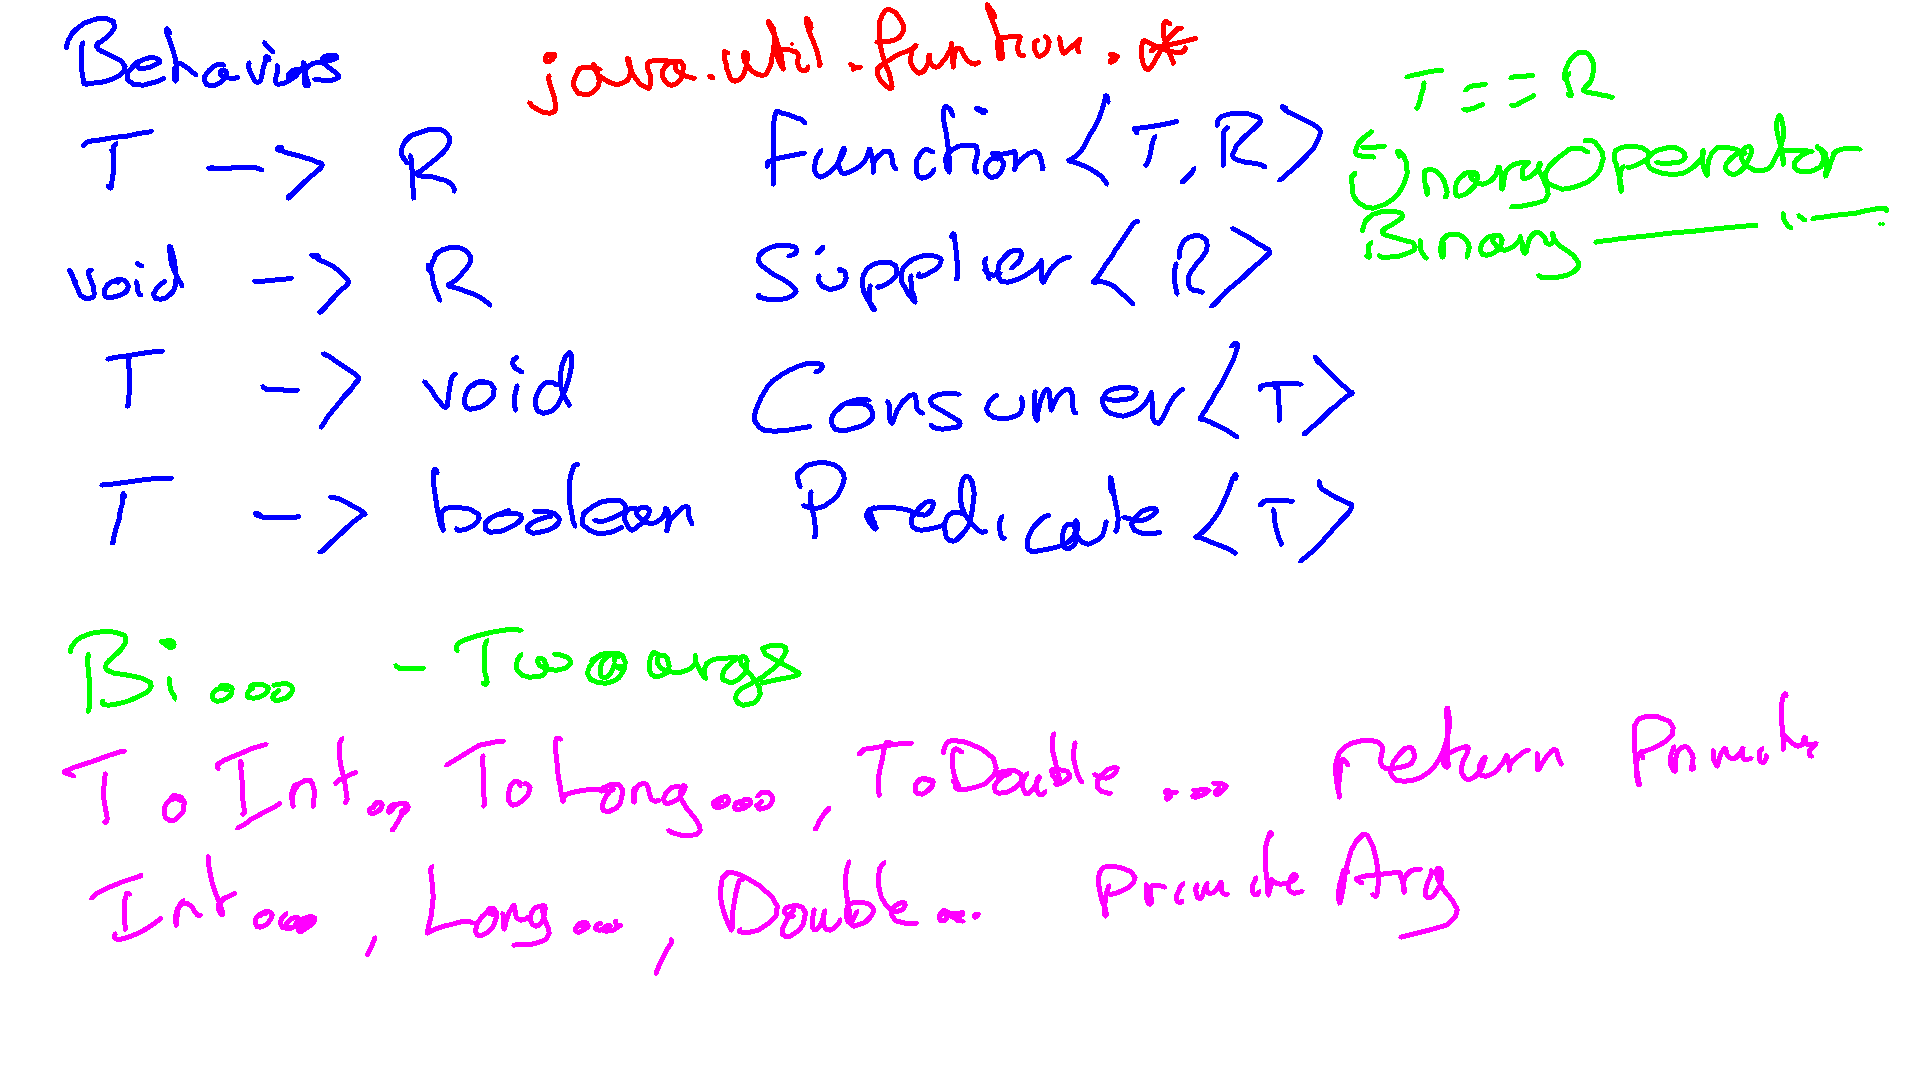 Behaviors java.util.funtion.*
T == R
T -> R Function<T,R>
UnaryOperator
Binary —— " ——
void -> R Supplier<R>
T -> void Consumer<T>
T -> boolean Predicate<T>
Bi... - Two args
ToInt.., ToLong..., ToDouble... return Primitive
Int..., Long..., Double... Primitive Arg